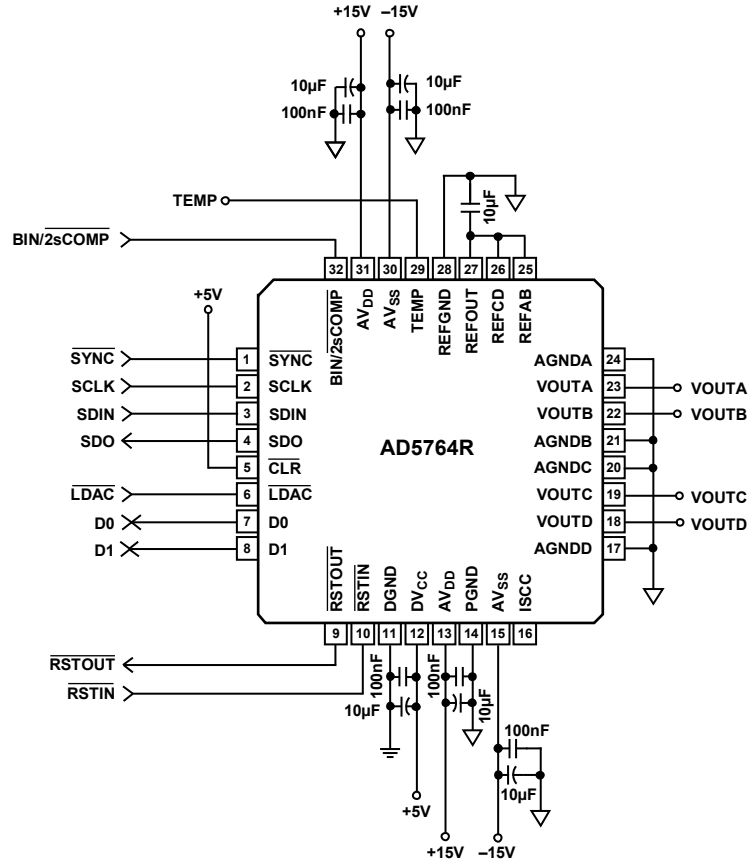 +15V –15V
10µF
100nF
10µF
100nF
TEMP
10µF
BIN/2sCOMP
32 31 30 29 28 27 26 25
+5V
BIN/2sCOMP
AVDD
AVSS
TEMP
REFGND
REFOUT
REFCD
REFAB
SYNC 1 SYNC
SCLK 2 SCLK
SDIN 3 SDIN
SDO 4 SDO
5 CLR
LDAC 6 LDAC
D0 7 D0
D1 8 D1
AD5764R
AGNDA 24
VOUTA 23 VOUTA
VOUTB 22 VOUTB
AGNDB 21
AGNDC 20
VOUTC 19 VOUTC
VOUTD 18 VOUTD
AGNDD 17
RSTOUT
RSTIN
DGND
DVCC
AVDD
PGND
AVSS
ISCC
9 10 11 12 13 14 15 16
RSTOUT
RSTIN
100nF
10µF
100nF
10µF
100nF
10µF
+5V
+15V –15V